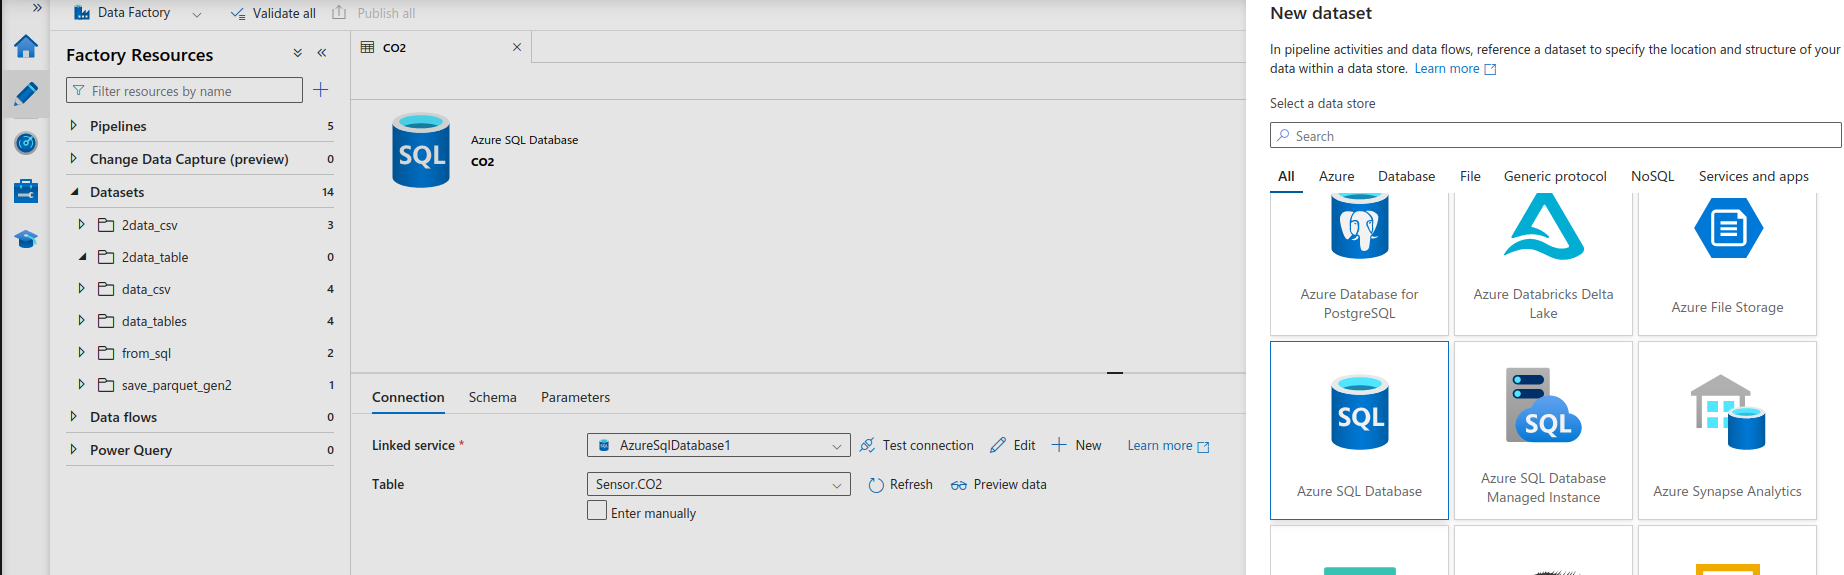 Data Factory
Validate all
Publish all
Factory Resources
Filter resources by name
Pipelines 5
Change Data Capture (preview) 0
Datasets 14
2data_csv 3
2data_table 0
data_csv 4
data_tables 4
from_sql 2
save_parquet_gen2 1
Data flows 0
Power Query 0
CO2
SQL
Azure SQL Database
CO2
Connection Schema Parameters
Linked service * AzureSqlDatabase1 Test connection Edit New Learn more
Table Sensor.CO2 Refresh Preview data
Enter manually
New dataset
In pipeline activities and data flows, reference a dataset to specify the location and structure of your
data within a data store. Learn more
Select a data store
Search
All Azure Database File Generic protocol NoSQL Services and apps
Azure Database for
PostgreSQL
Azure Databricks Delta
Lake
Azure File Storage
SQL
Azure SQL Database
SQL
Azure SQL Database
Managed Instance
Azure Synapse Analytics